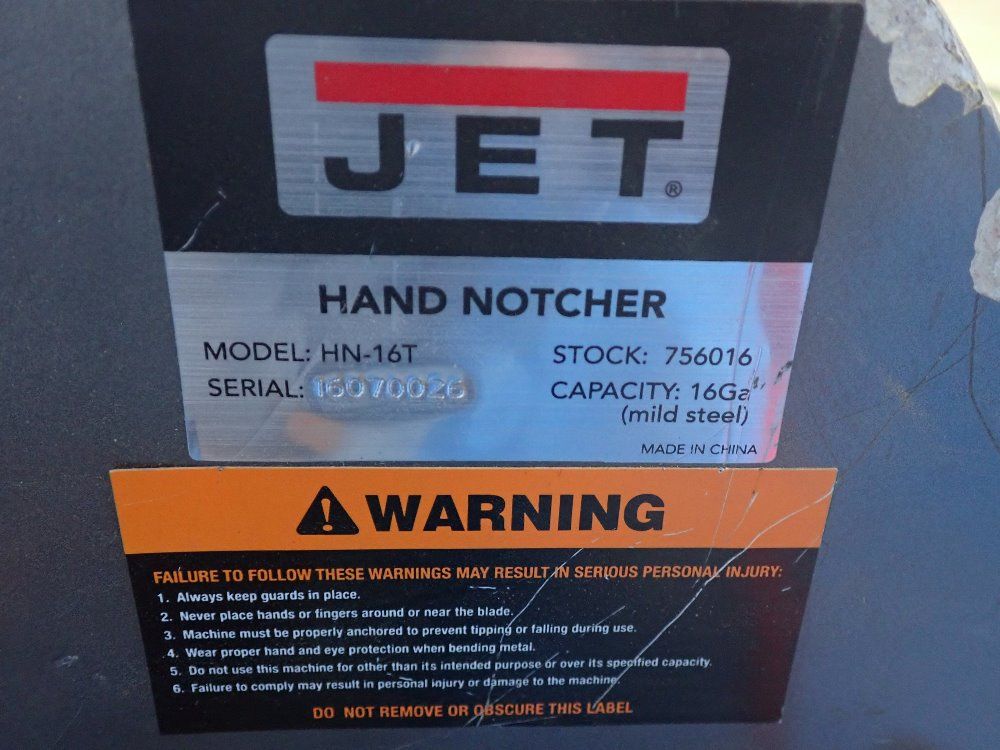 JET®
HAND NOTCHER
MODEL: HN-16T
STOCK: 756016
SERIAL: 16070026
CAPACITY: 16Ga
(mild steel)
MADE IN CHINA
WARNING
FAILURE TO FOLLOW THESE WARNINGS MAY RESULT IN SERIOUS PERSONAL INJURY:
1. Always keep guards in place.
2. Never place hands or fingers around or near the blade.
3. Machine must be properly anchored to prevent tipping or falling during use.
4. Wear proper hand and eye protection when bending metal.
5. Do not use this machine for other than its intended purpose or over its specified capacity.
6. Failure to comply may result in personal injury or damage to the machine.
DO NOT REMOVE OR OBSCURE THIS LABEL